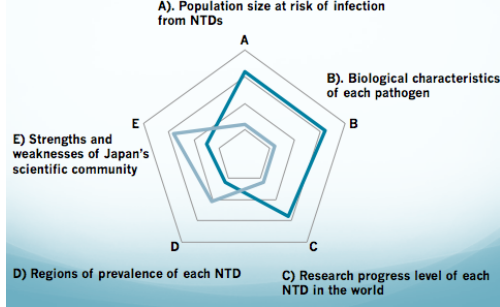 A). Population size at risk of infection
from NTDs
A
B). Biological characteristics
of each pathogen
B
E
E) Strengths and
weaknesses of Japan's
scientific community
D
C
D) Regions of prevalence of each NTD
C) Research progress level of each
NTD in the world